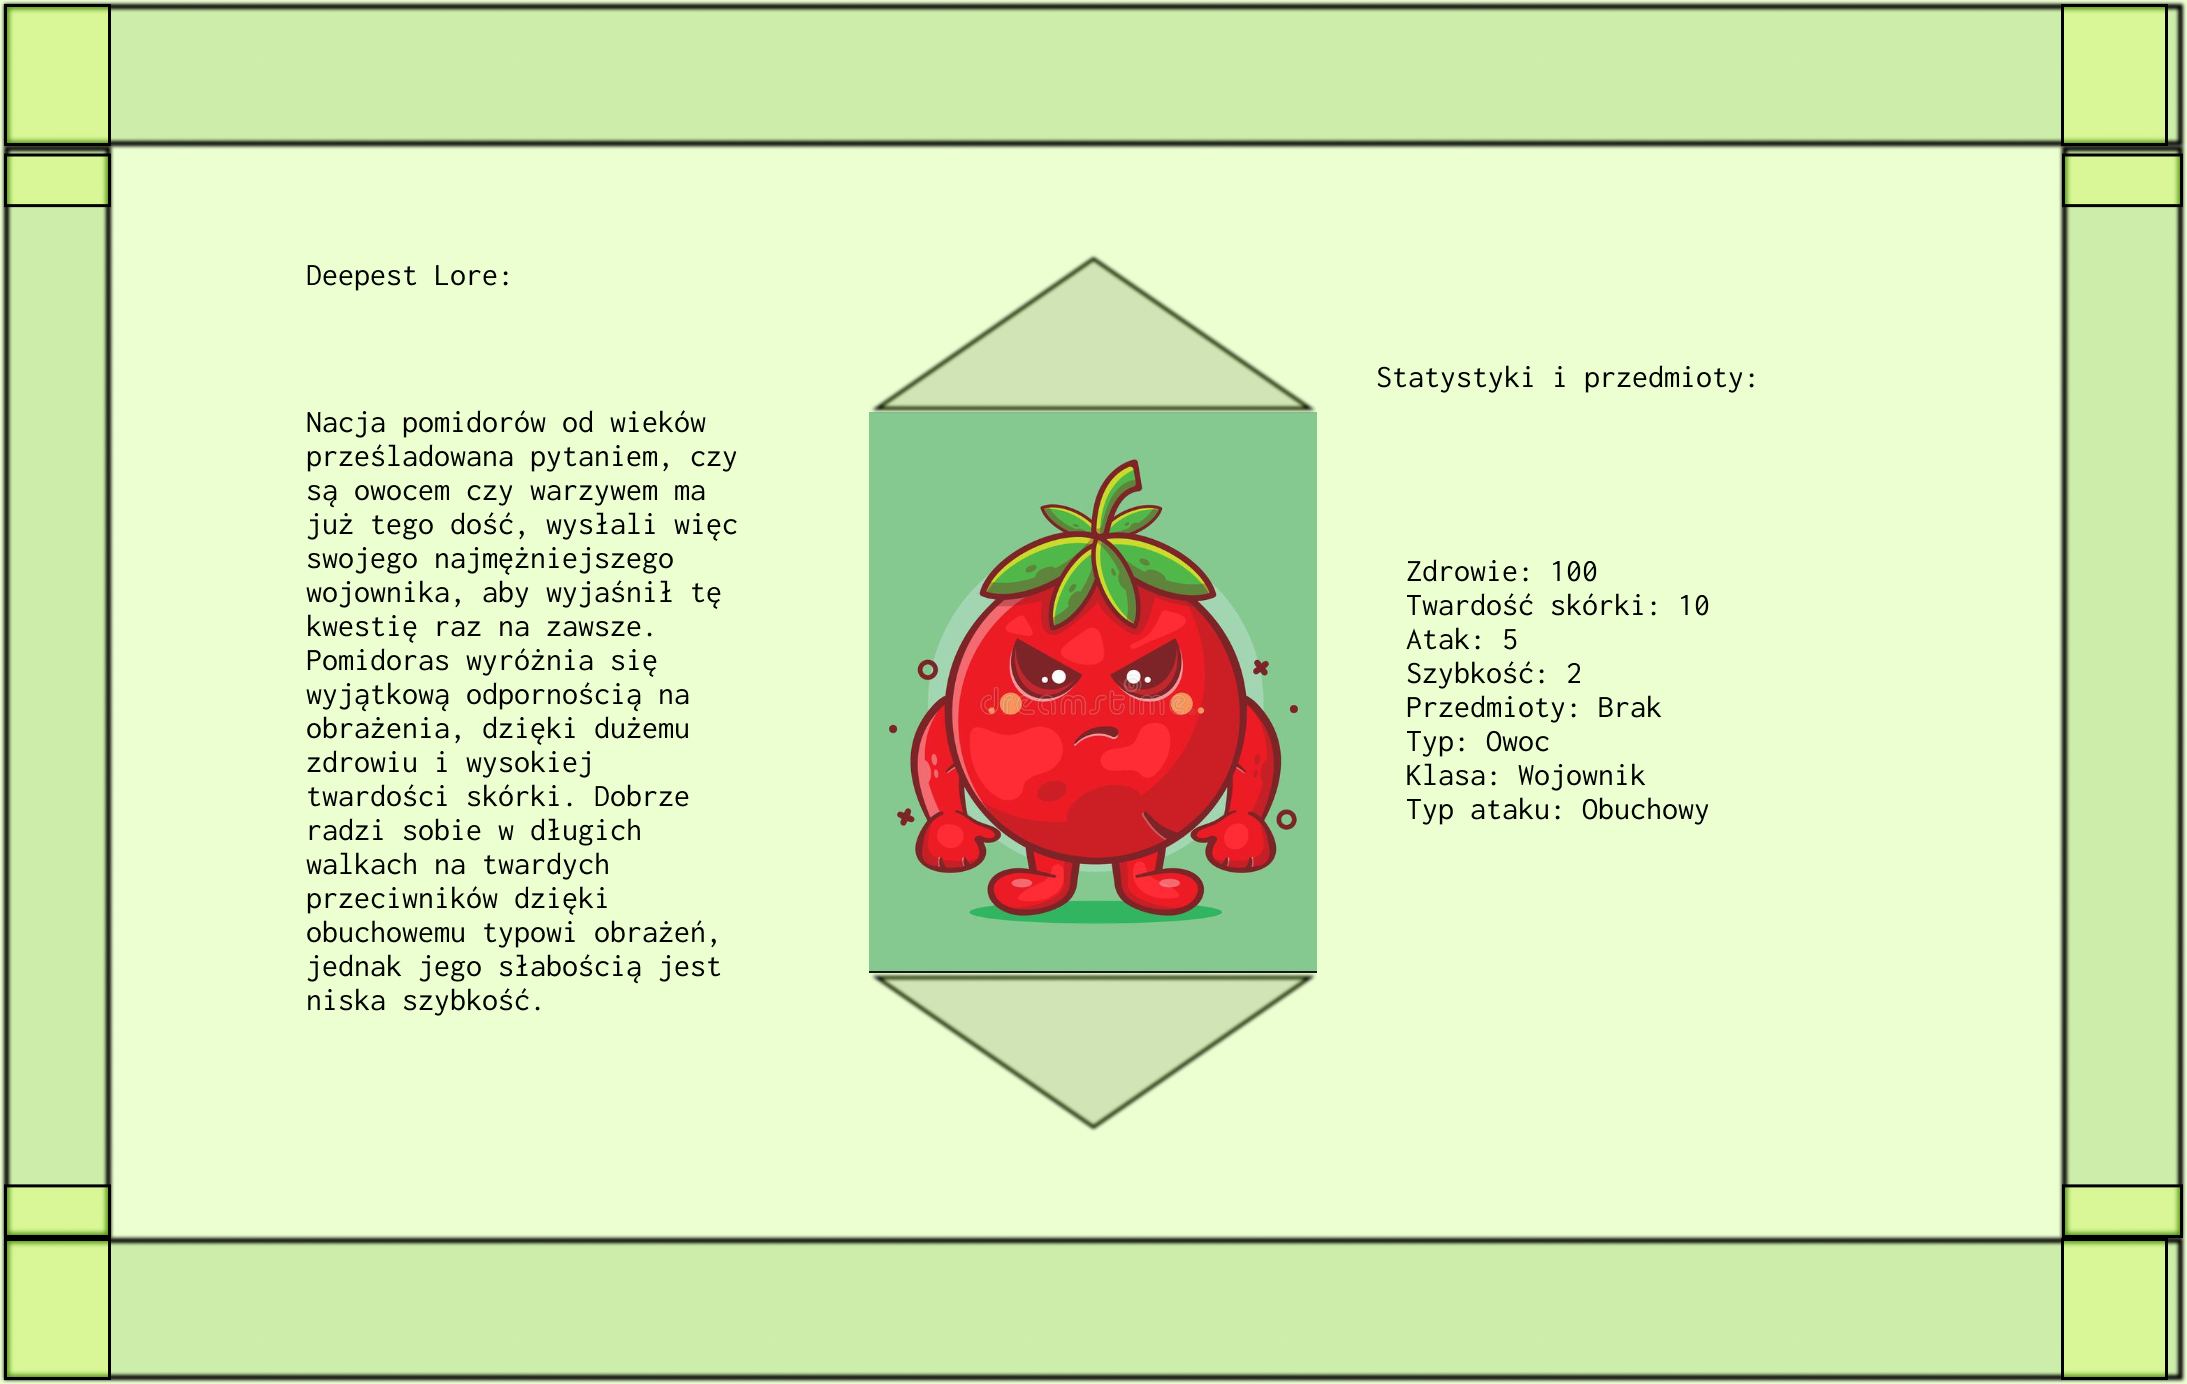 Deepest Lore:
Nacja pomidorów od wieków
prześladowana pytaniem, czy
są owocem czy warzywem ma
już tego dość, wysłali więc
swojego najmężniejszego
wojownika, aby wyjaśnił tę
kwestię raz na zawsze.
Pomidoras wyróżnia się
wyjątkową odpornością na
obrażenia, dzięki dużemu
zdrowiu i wysokiej
twardości skórki. Dobrze
radzi sobie w długich
walkach na twardych
przeciwników dzięki
obuchowemu typowi obrażeń,
jednak jego słabością jest
niska szybkość.
dreamstime
Statystyki i przedmioty:
Zdrowie: 100
Twardość skórki: 10
Atak: 5
Szybkość: 2
Przedmioty: Brak
Typ: Owoc
Klasa: Wojownik
Typ ataku: Obuchowy